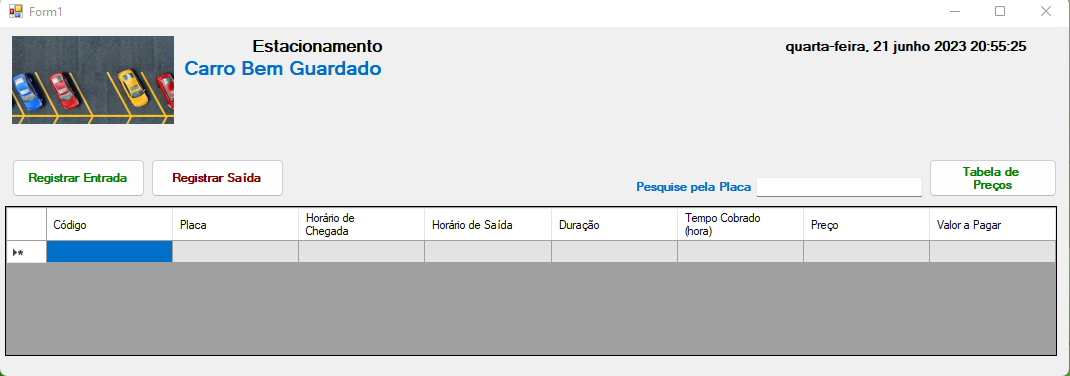 Form1
Estacionamento
Carro Bem Guardado
quarta-feira, 21 junho 2023 20:55:25
Registrar Entrada
Registrar Saída
Pesquise pela Placa
Tabela de
Preços
Código
Placa
Horário de
Chegada
Horário de Saída
Duração
Tempo Cobrado
(hora)
Preço
Valor a Pagar